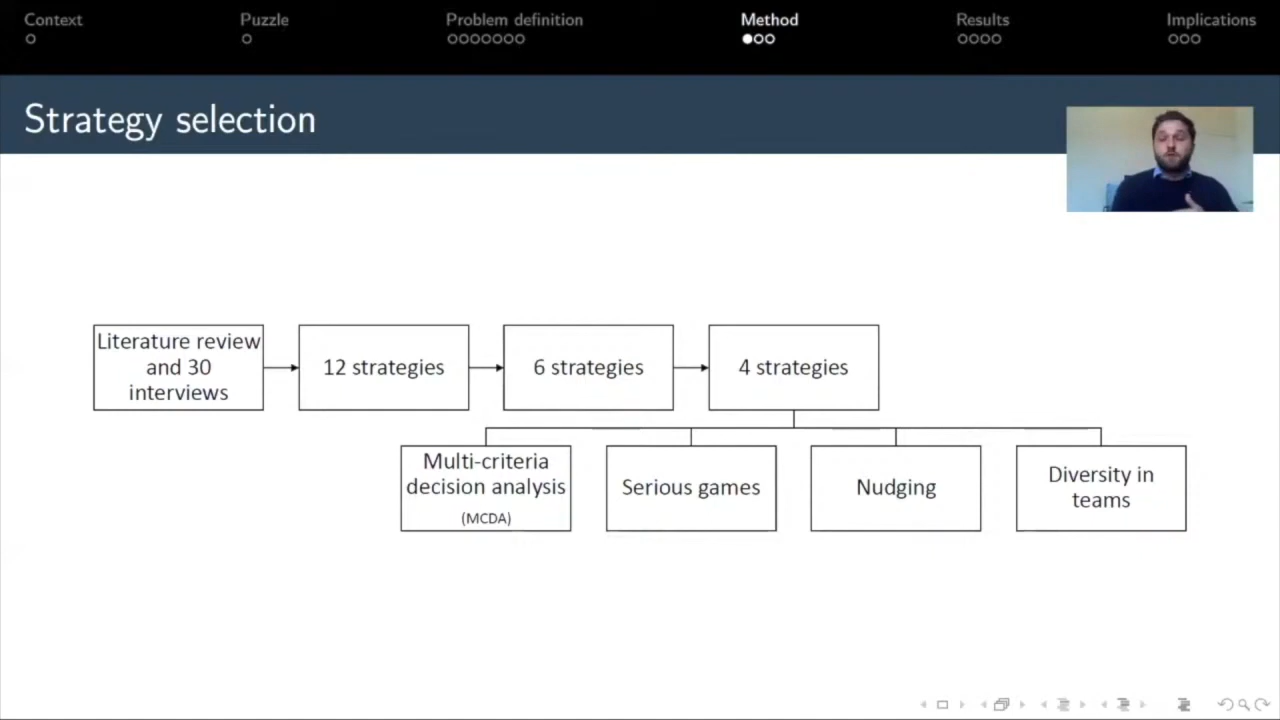 Context Puzzle Problem definition Method Results Implications
Strategy selection
Literature review
and 30
interviews
12 strategies
6 strategies
4 strategies
Multi-criteria
decision analysis
(MCDA)
Serious games
Nudging
Diversity in
teams